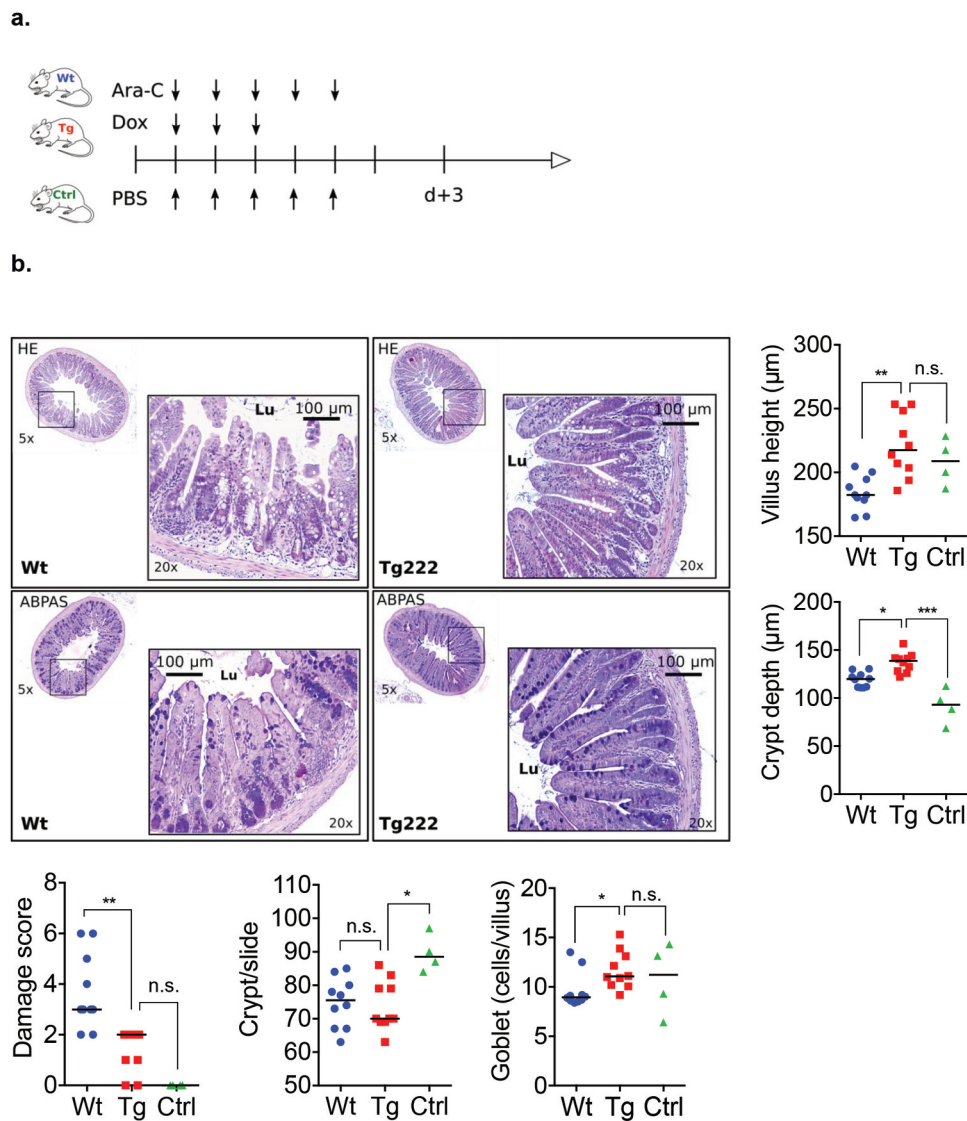 a.
Wt
Ara-C
Tg
Dox
Ctrl
PBS
d+3
b.
HE
5x
Lu
100 µm
20x
Wt
HE
5x
Lu
100 µm
20x
Tg222
ABPAS
5x
100 µm
Lu
20x
Wt
ABPAS
5x
100 µm
Lu
20x
Tg222
Villus height (µm)
300
250
200
150
**
n.s.
Wt Tg Ctrl
Crypt depth (µm)
200
150
100
50
0
*
***
Wt Tg Ctrl
Damage score
8
6
4
2
0
**
n.s.
Wt Tg Ctrl
Crypt/slide
110
100
90
80
70
60
50
n.s.
*
Wt Tg Ctrl
Goblet (cells/villus)
20
15
10
5
0
*
n.s.
Wt Tg Ctrl